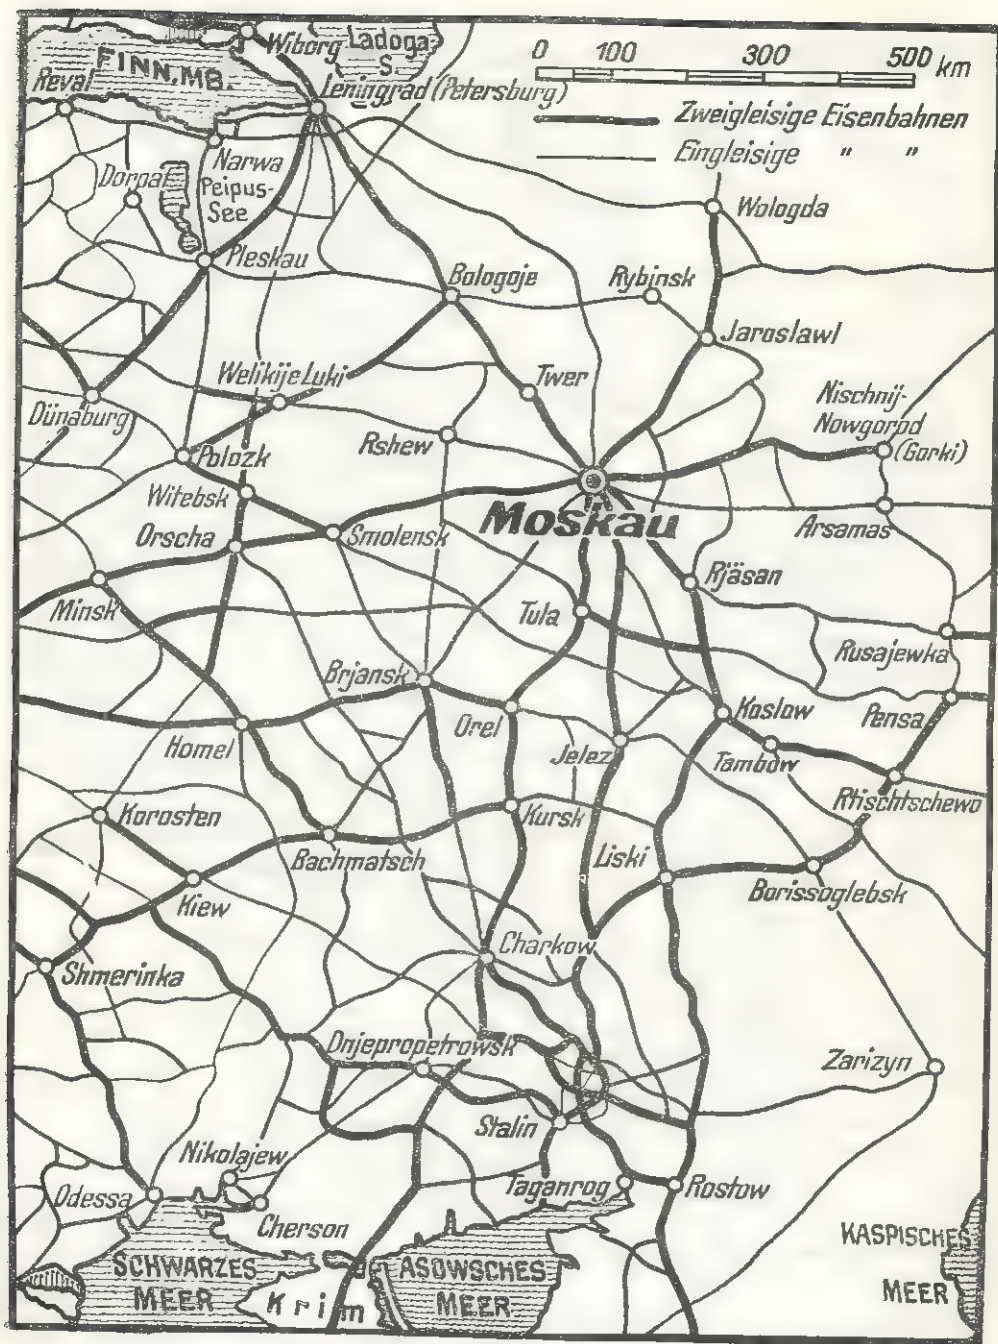 0 100 300 500 km
Zweigleisige Eisenbahnen
Eingleisige " "
Wiborg
Ladoga
S.
FINN. MB.
Reval
Leningrad (Petersburg)
Narwa
Dorpat
Peipus-
See
Wologda
Pleskau
Bologoje
Rybinsk
Jaroslawl
Welikije Luki
Twer
Nischnij-
Nowgorod
(Gorki)
Dünaburg
Rshew
Polozk
Witebsk
Moskau
Arsamas
Orscha
Smolensk
Rjäsan
Minsk
Tula
Rusajewka
Brjansk
Orel
Koslow
Pensa
Homel
Jelez
Tambow
Rtischtschewo
Korosten
Kursk
Bachmatsch
Liski
Borissoglebsk
Kiew
Charkow
Shmerinka
Dnjepropetrowsk
Zarizyn
Stalin
Nikolajew
Odessa
Taganrog
Rostow
Cherson
KASPISCHES
MEER
SCHWARZES
MEER
ASOWSCHES
MEER
Krim